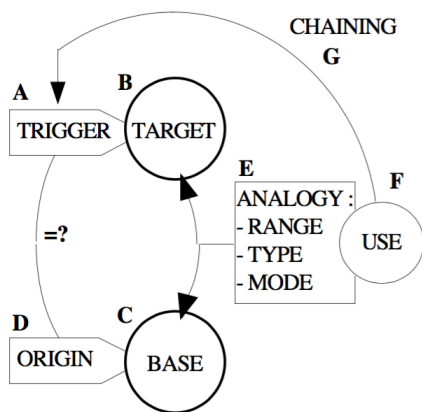 CHAINING
G
A
B
TRIGGER
TARGET
E
F
ANALOGY :
- RANGE
- TYPE
- MODE
USE
=?
D
C
ORIGIN
BASE